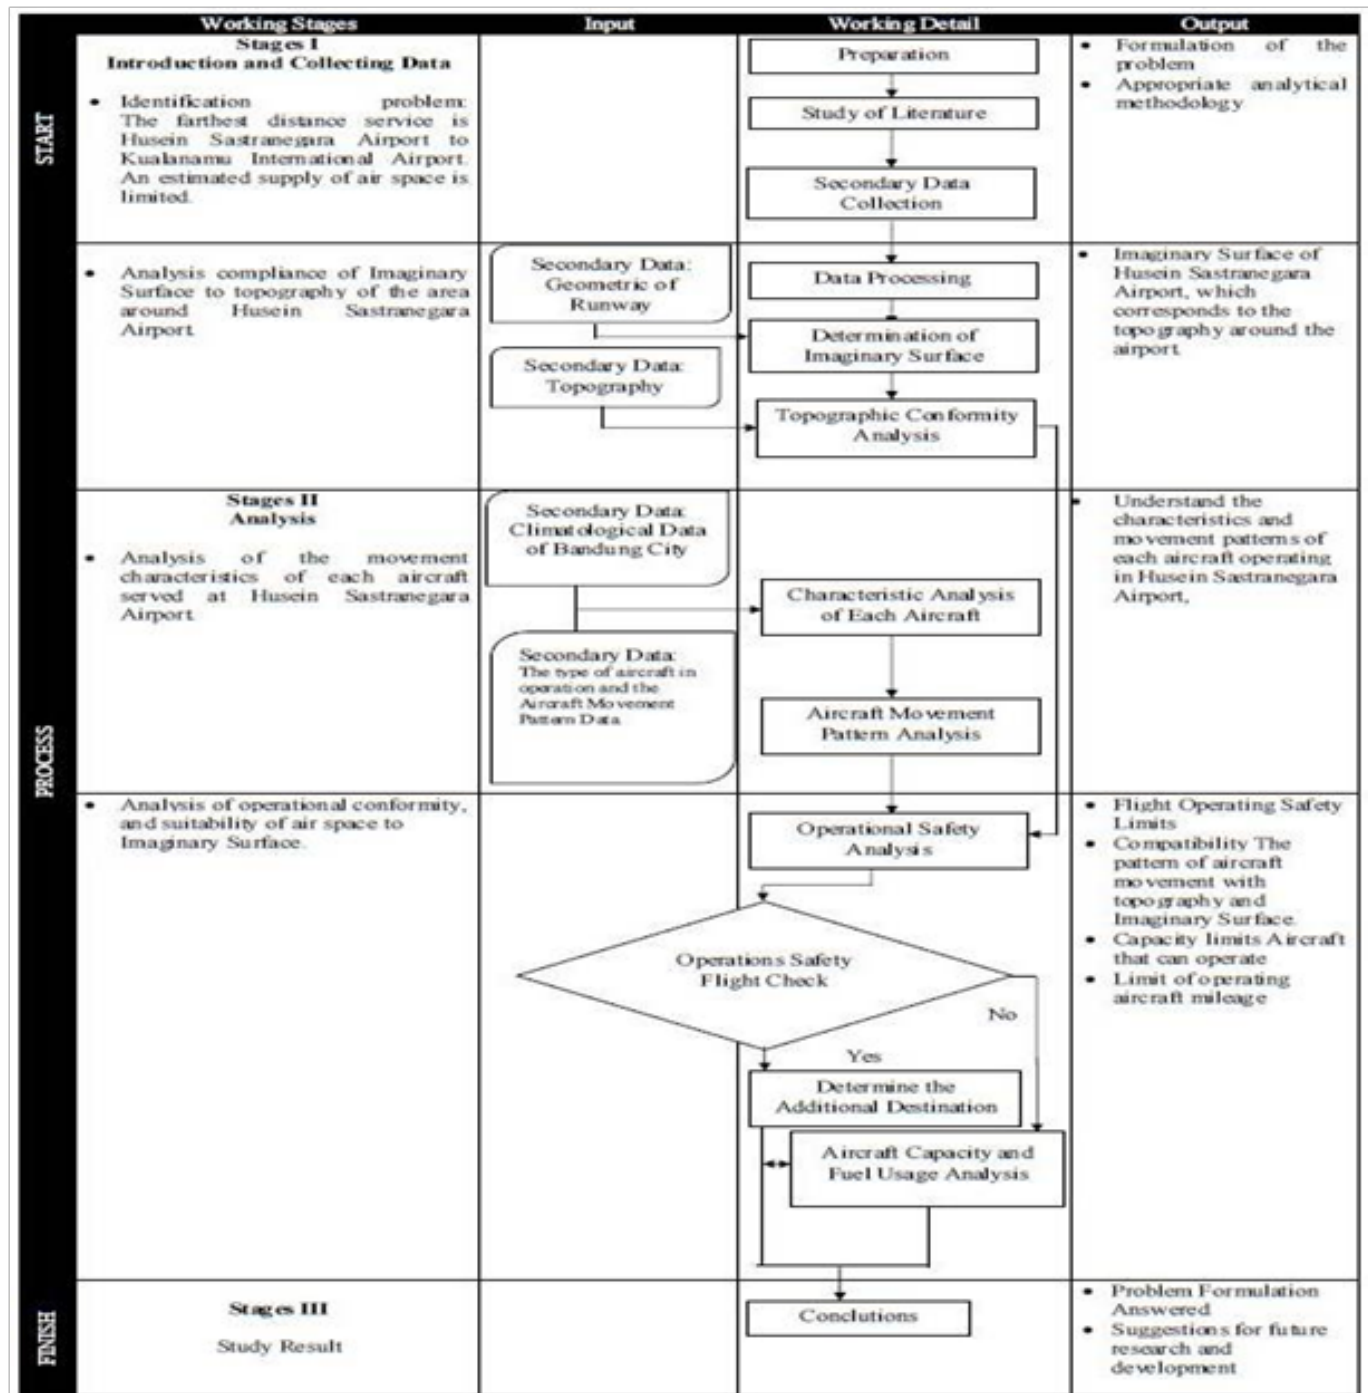 Working Stages
Input
Working Detail
Output
START
Stages I
Introduction and Collecting Data
• Identification problem:
The farthest distance service is
Husein Sastranegara Airport to
Kualanamu International Airport.
An estimated supply of air space is
limited.
Preparation
Study of Literature
Secondary Data
Collection
• Formulation of the
problem
• Appropriate analytical
methodology
PROCESS
• Analysis compliance of Imaginary
Surface to topography of the area
around Husein Sastranegara
Airport.
Secondary Data:
Geometric of
Runway
Secondary Data:
Topography
Data Processing
Determination of
Imaginary Surface
Topographic Conformity
Analysis
• Imaginary Surface of
Husein Sastranegara
Airport, which
corresponds to the
topography around the
airport.
Stages II
Analysis
• Analysis of the movement
characteristics of each aircraft
served at Husein Sastranegara
Airport.
Secondary Data:
Climatological Data
of Bandung City
Secondary Data:
The type of aircraft in
operation and the
Aircraft Movement
Pattern Data
Characteristic Analysis
of Each Aircraft
Aircraft Movement
Pattern Analysis
• Understand the
characteristics and
movement patterns of
each aircraft operating
in Husein Sastranegara
Airport,
• Analysis of operational conformity,
and suitability of air space to
Imaginary Surface.
Operational Safety
Analysis
Operations Safety
Flight Check
No
Yes
Determine the
Additional Destination
Aircraft Capacity and
Fuel Usage Analysis
• Flight Operating Safety
Limits
• Compatibility The
pattern of aircraft
movement with
topography and
Imaginary Surface.
• Capacity limits Aircraft
that can operate
• Limit of operating
aircraft mileage
FINISH
Stages III
Study Result
Conclutions
• Problem Formulation
Answered
• Suggestions for future
research and
development